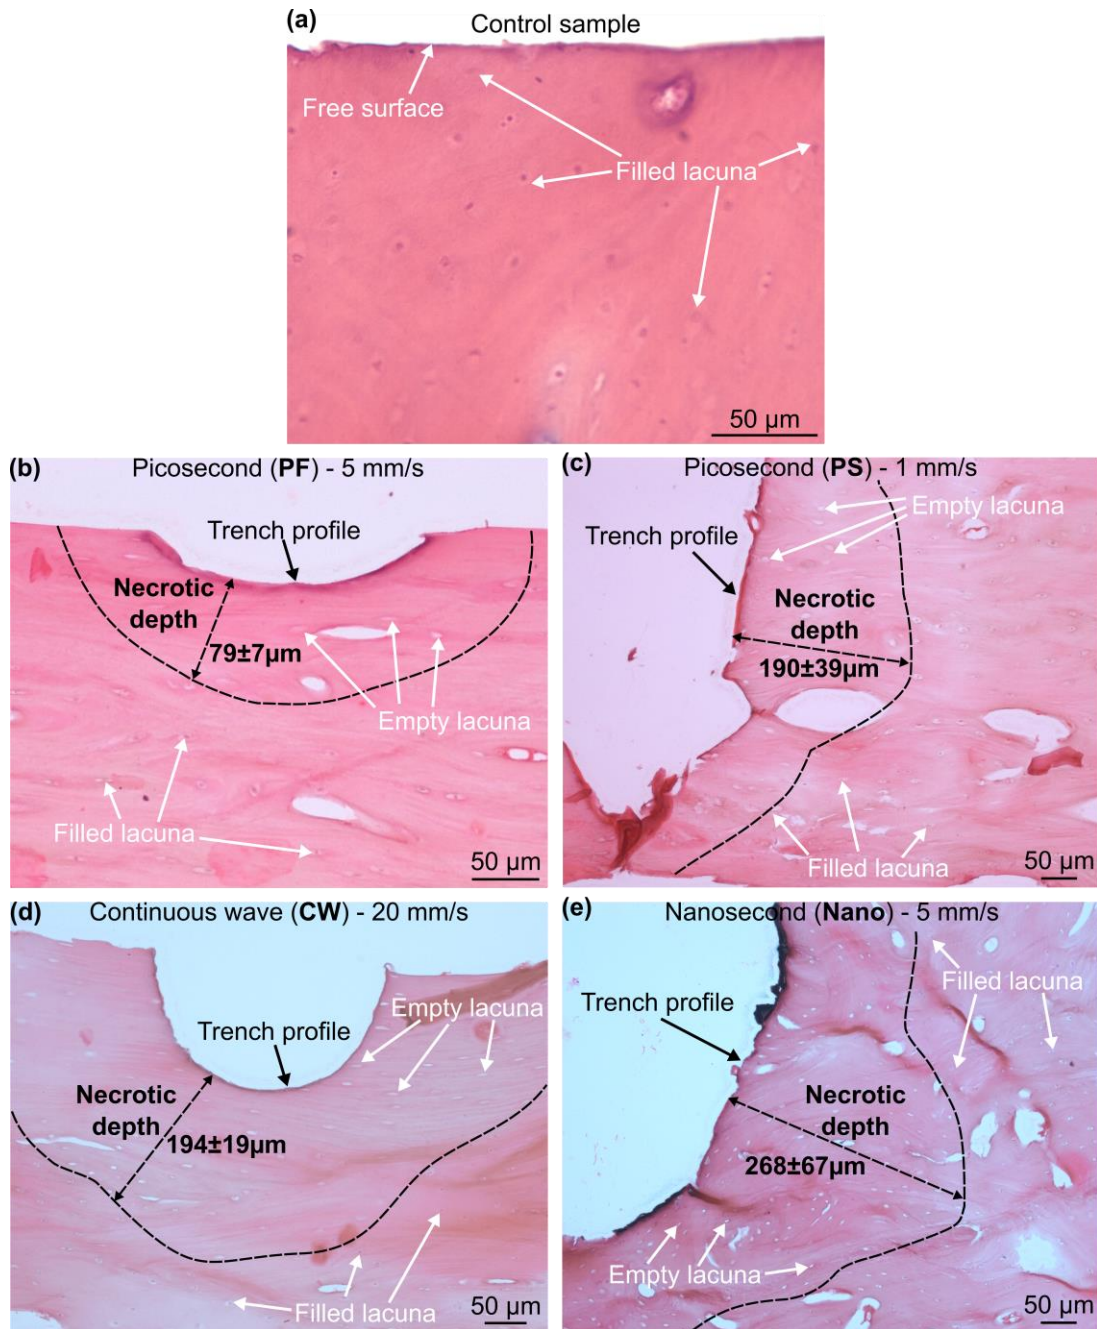 (a)
Control sample
Free surface
Filled lacuna
50 µm
(b)
Picosecond (PF) - 5 mm/s
Trench profile
Necrotic
depth
79±7µm
Empty lacuna
Filled lacuna
50 µm
(c)
Picosecond (PS) - 1 mm/s
Empty lacuna
Trench profile
Necrotic
depth
190±39µm
Filled lacuna
50 µm
(d)
Continuous wave (CW) - 20 mm/s
Empty lacuna
Trench profile
Necrotic
depth
194±19µm
Filled lacuna
50 µm
(e)
Nanosecond (Nano) - 5 mm/s
Filled lacuna
Trench profile
Necrotic
depth
268±67µm
Empty lacuna
50 µm